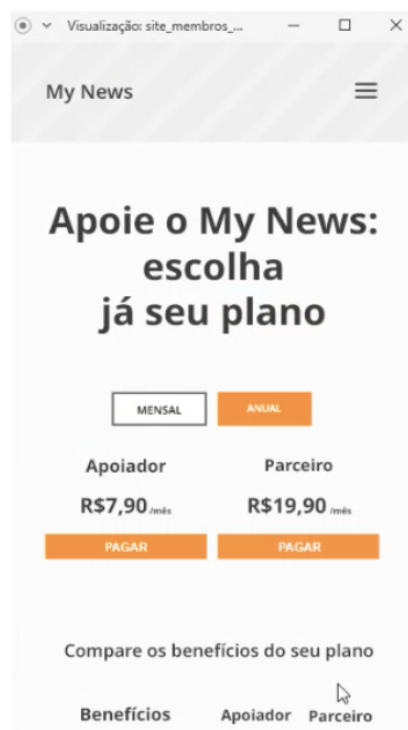 Visualização: site_membros_...
My News
Apoie o My News:
escolha
já seu plano
MENSAL ANUAL
Apoiador Parceiro
R$7,90 /mês R$19,90 /mês
PAGAR PAGAR
Compare os benefícios do seu plano
Benefícios Apoiador Parceiro